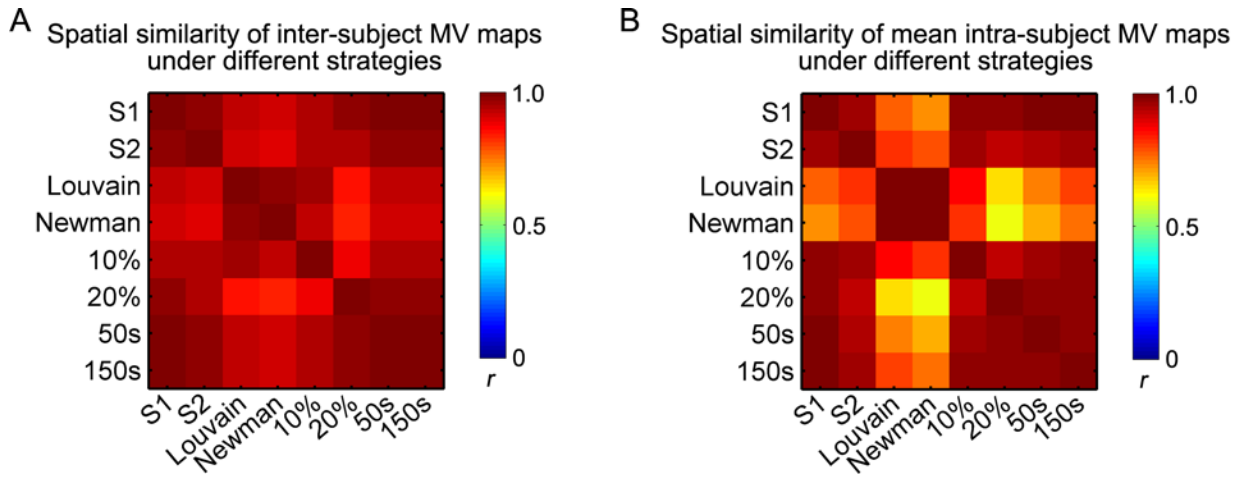 A
Spatial similarity of inter-subject MV maps
under different strategies
S1
S2
Louvain
Newman
10%
20%
50s
150s
S1
S2
Louvain
Newman
10%
20%
50s
150s
1.0
0.5
0
r
B
Spatial similarity of mean intra-subject MV maps
under different strategies
S1
S2
Louvain
Newman
10%
20%
50s
150s
S1
S2
Louvain
Newman
10%
20%
50s
150s
1.0
0.5
0
r